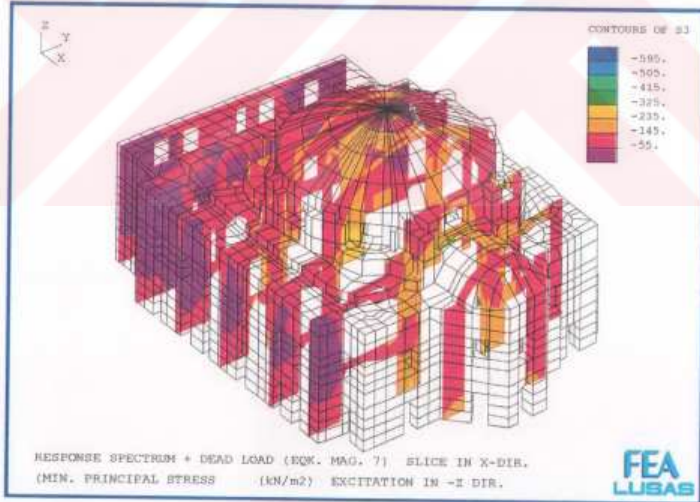 Z
Y
X
CONTOURS OF S3
-595.
-505.
-415.
-325.
-235.
-145.
-55.
RESPONSE SPECTRUM + DEAD LOAD (EQK. MAG. 7) SLICE IN X-DIR.
(MIN. PRINCIPAL STRESS (kN/m2) EXCITATION IN -Z DIR.
FEA
LUSAS